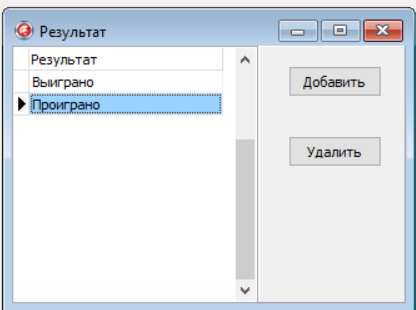 Результат
Результат
Выиграно
Проиграно
Добавить
Удалить